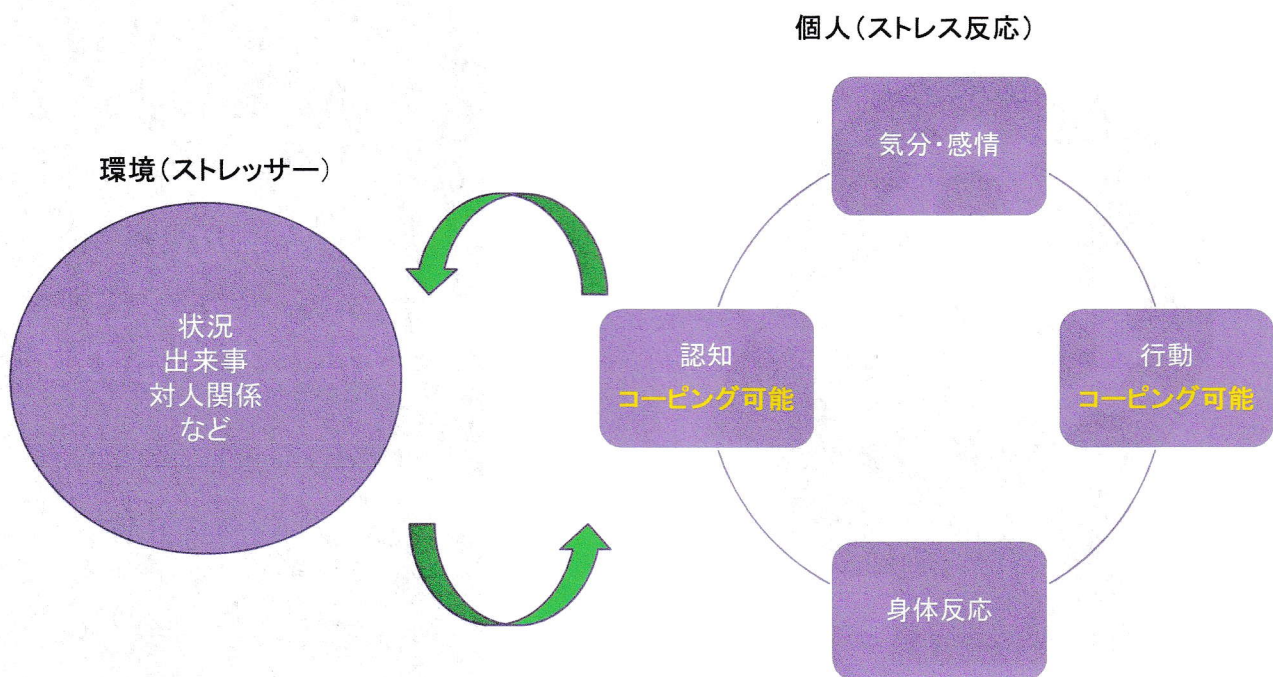 個人(ストレス反応)
環境(ストレッサー)
気分・感情
状況
出来事
対人関係
など
認知
コーピング可能
行動
コーピング可能
身体反応